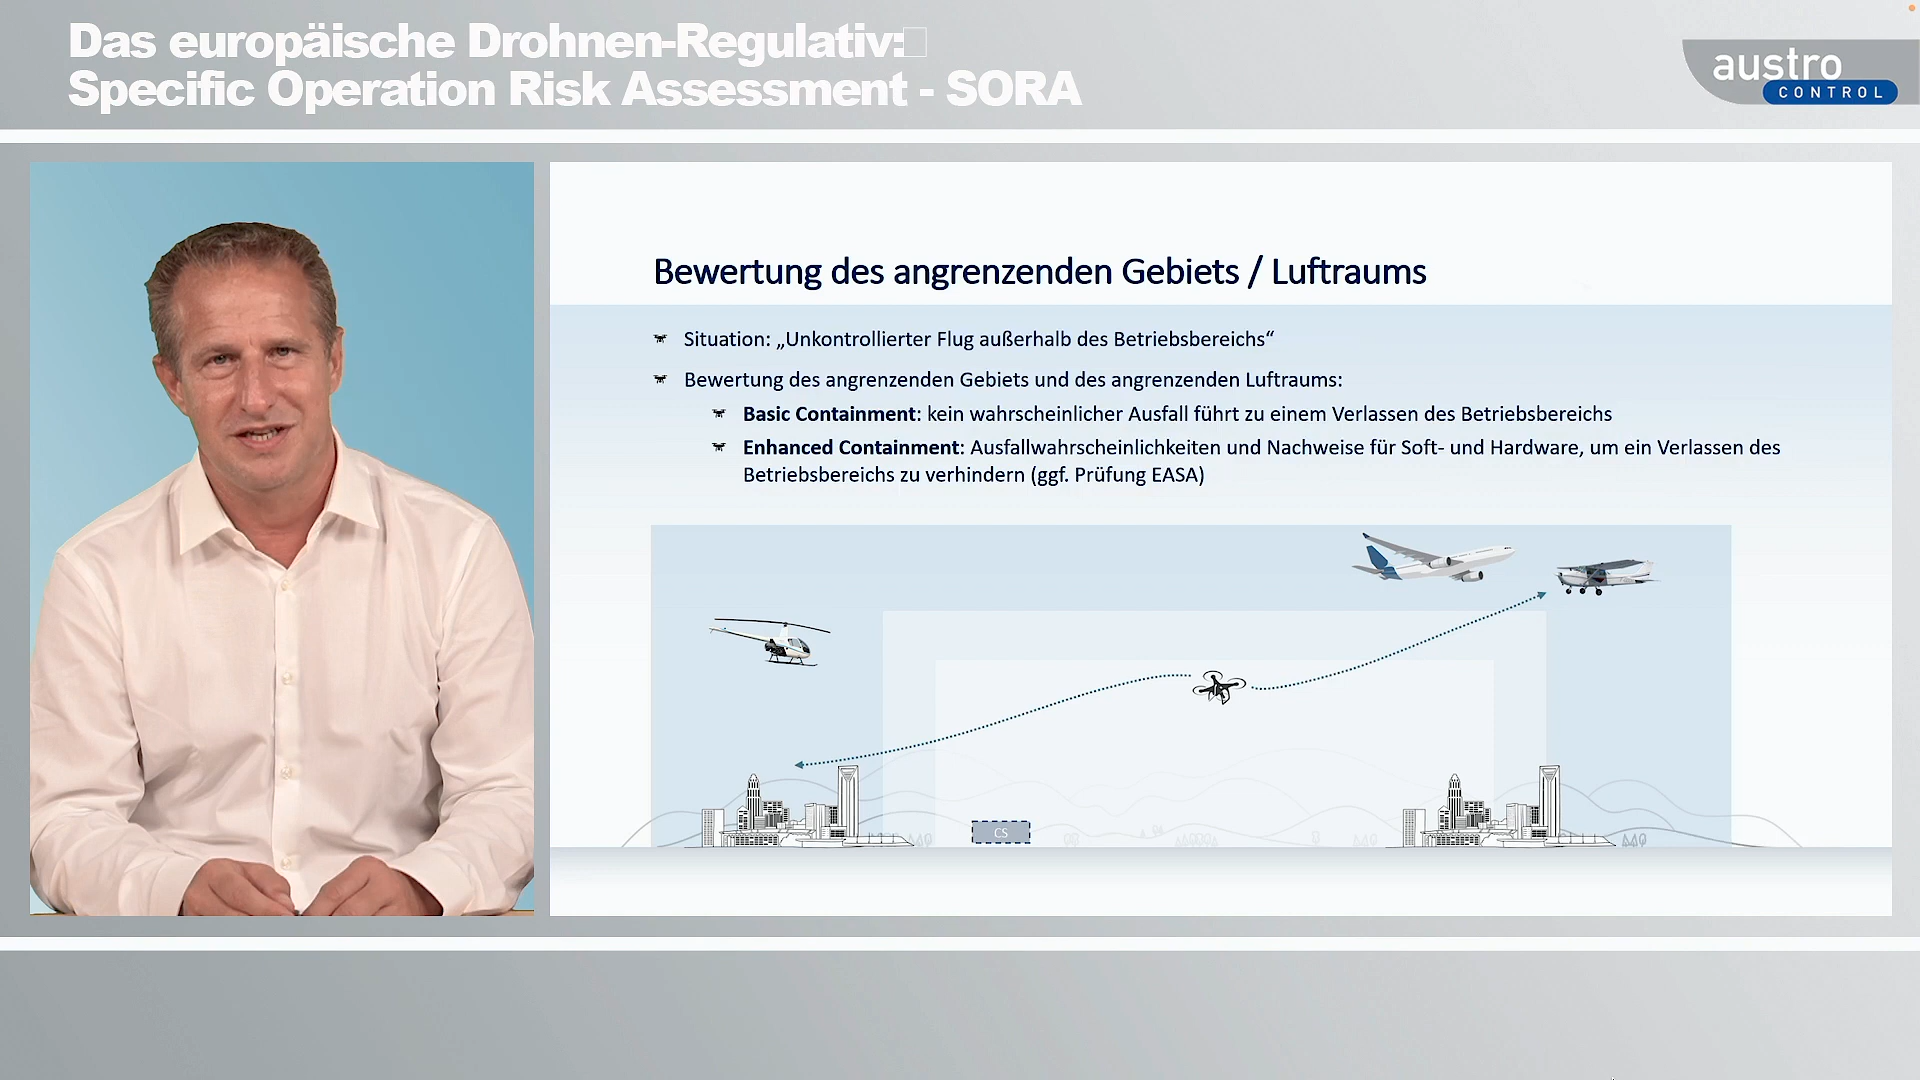 Das europäische Drohnen-Regulativ:
Specific Operation Risk Assessment - SORA
austro
CONTROL
Bewertung des angrenzenden Gebiets / Luftraums
Situation: „Unkontrollierter Flug außerhalb des Betriebsbereichs“
Bewertung des angrenzenden Gebiets und des angrenzenden Luftraums:
Basic Containment: kein wahrscheinlicher Ausfall führt zu einem Verlassen des Betriebsbereichs
Enhanced Containment: Ausfallwahrscheinlichkeiten und Nachweise für Soft- und Hardware, um ein Verlassen des
Betriebsbereichs zu verhindern (ggf. Prüfung EASA)
CS